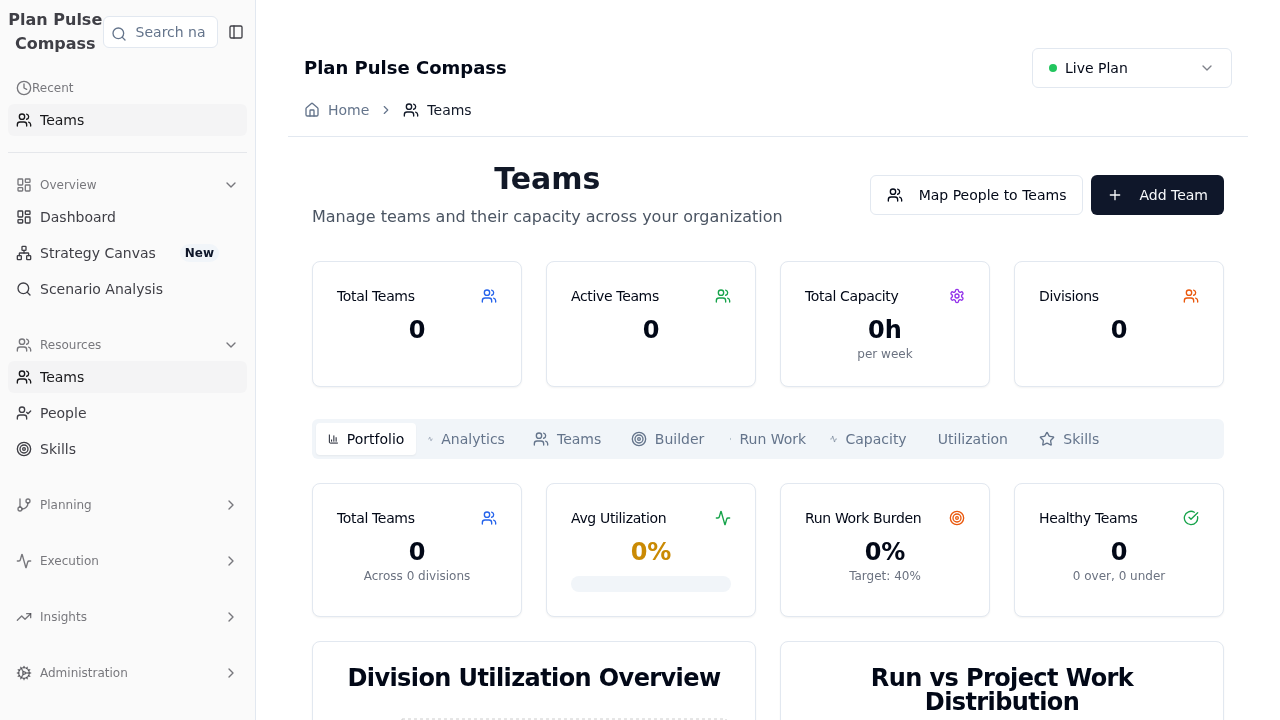 Plan Pulse
Compass
Search na
Recent
Teams
Overview
Dashboard
Strategy Canvas New
Scenario Analysis
Resources
Teams
People
Skills
Planning
Execution
Insights
Administration
Plan Pulse Compass
Live Plan
Home Teams
Teams
Manage teams and their capacity across your organization
Map People to Teams
Add Team
Total Teams
0
Active Teams
0
Total Capacity
0h
per week
Divisions
0
Portfolio Analytics Teams Builder Run Work Capacity Utilization Skills
Total Teams
0
Across 0 divisions
Avg Utilization
0%
Run Work Burden
0%
Target: 40%
Healthy Teams
0
0 over, 0 under
Division Utilization Overview
Run vs Project Work
Distribution